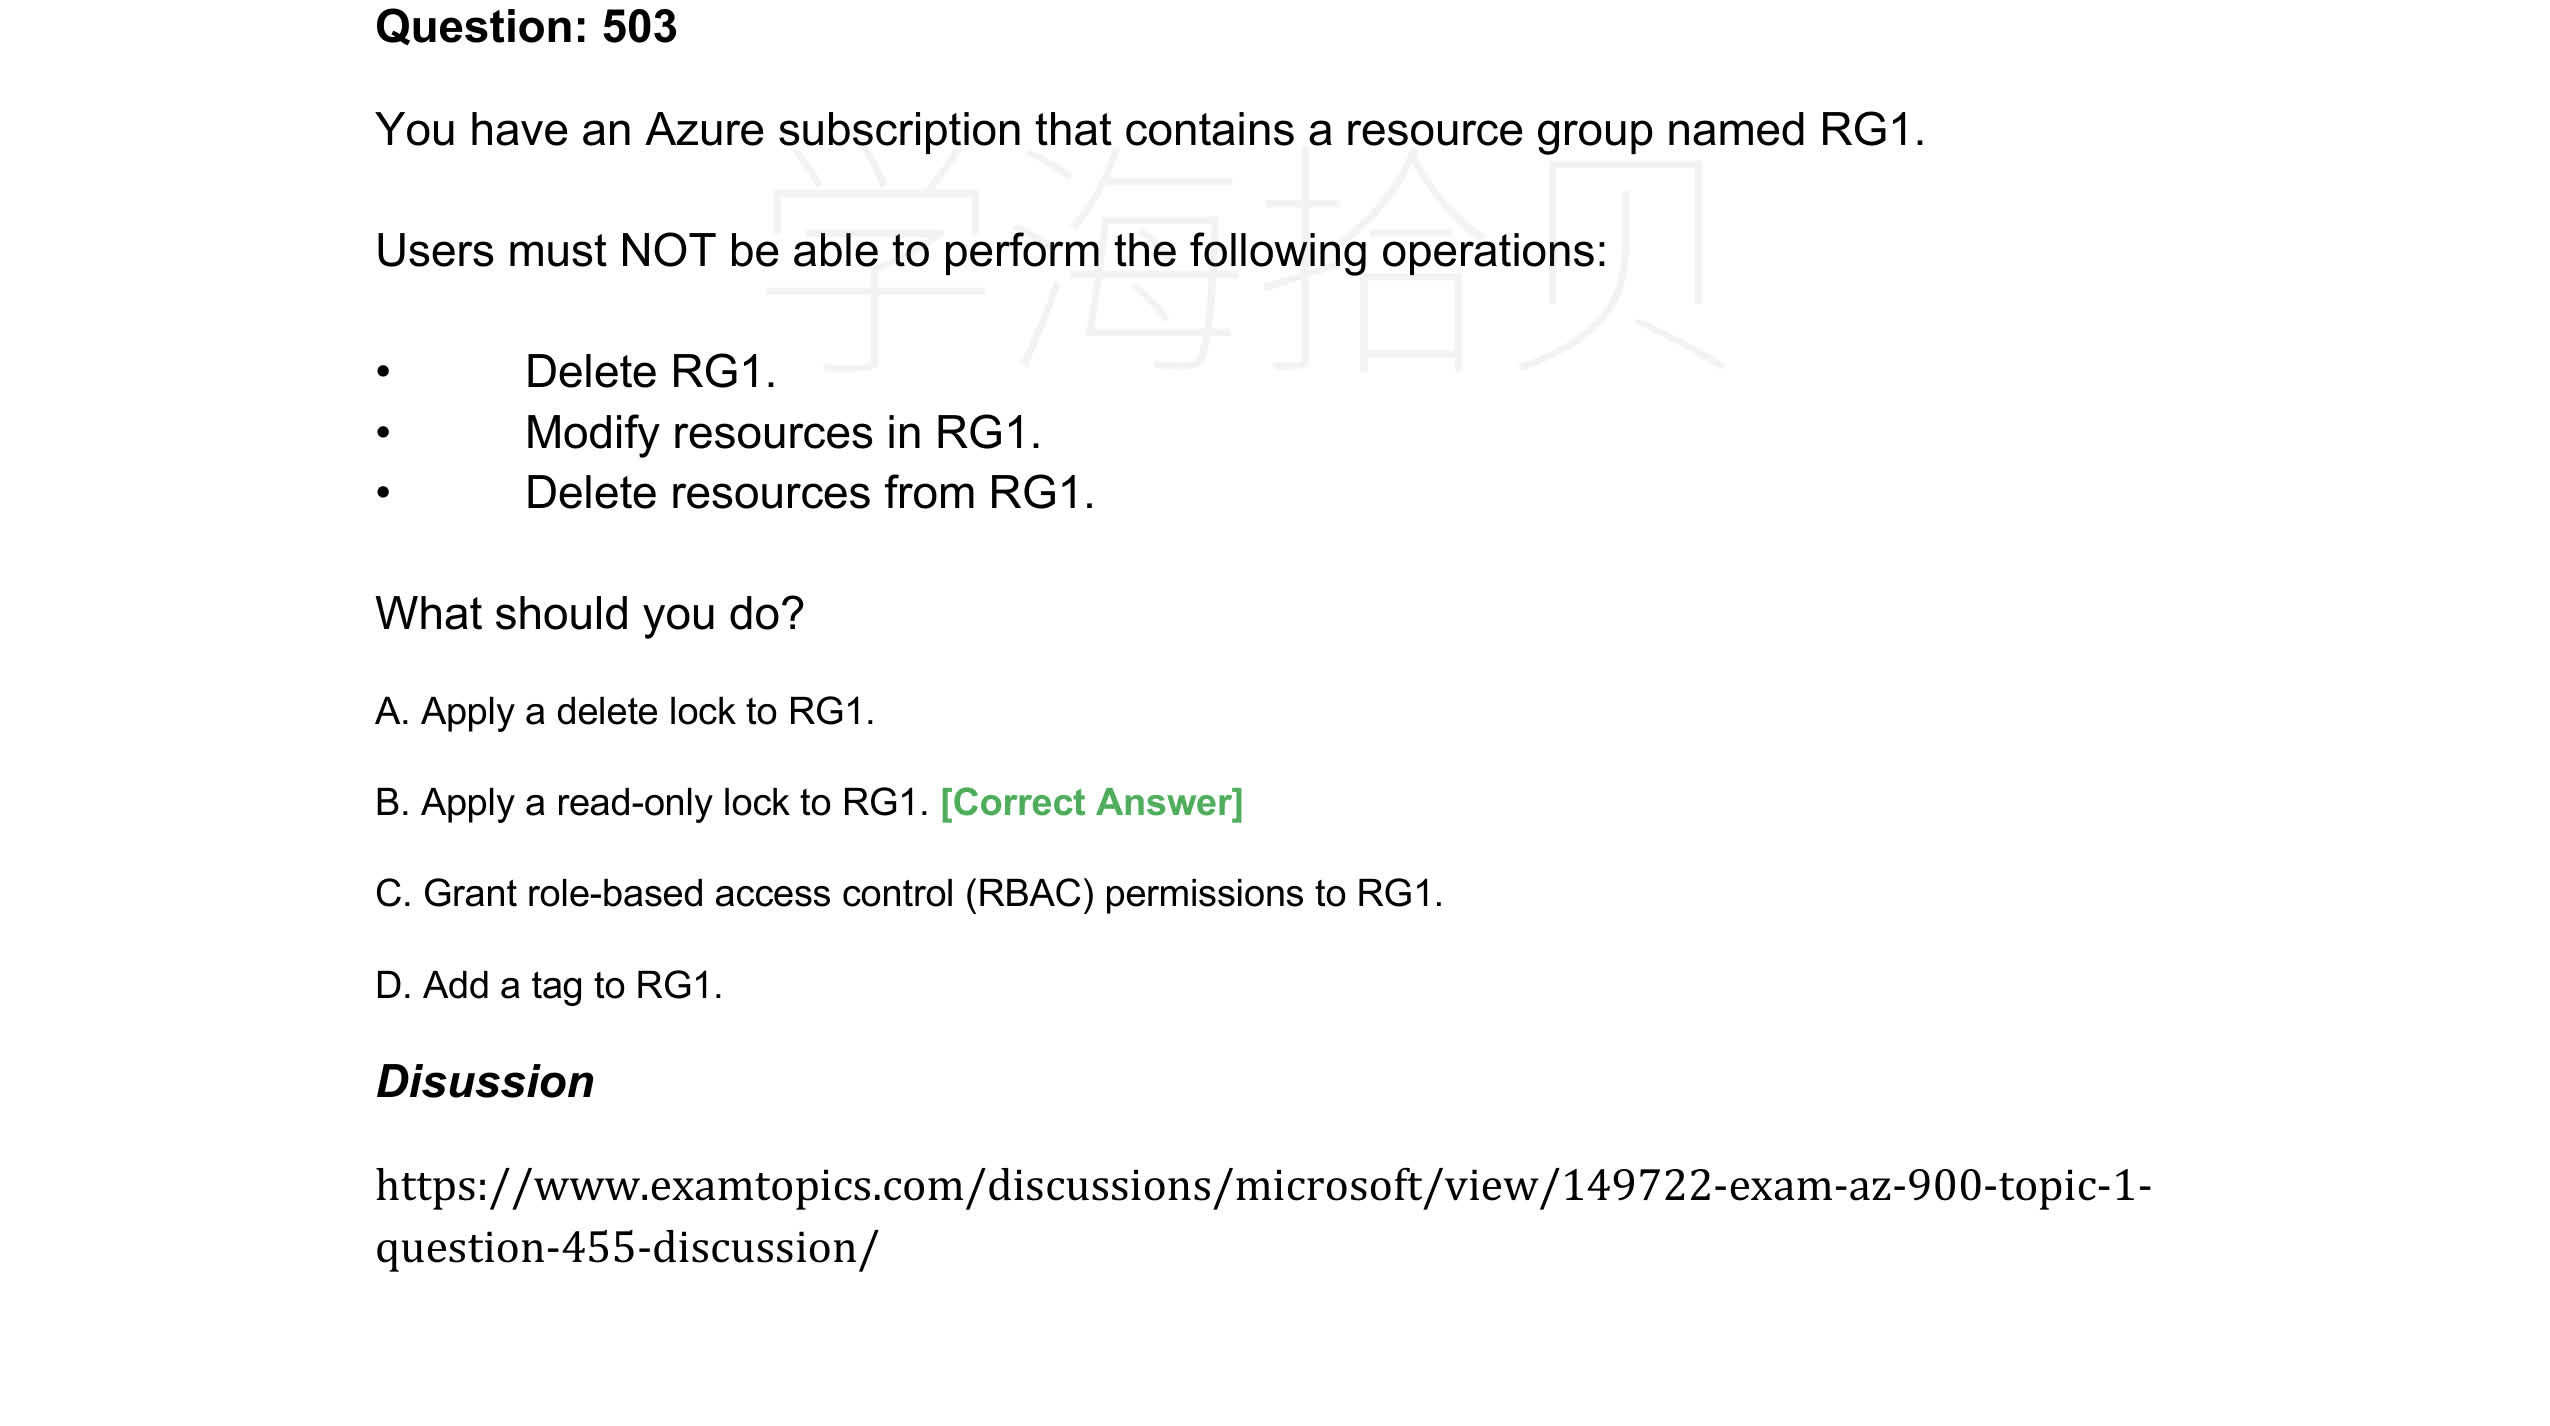 Question: 503
You have an Azure subscription that contains a resource group named RG1.
学海拾贝
Users must NOT be able to perform the following operations:
• Delete RG1.
• Modify resources in RG1.
• Delete resources from RG1.
What should you do?
A. Apply a delete lock to RG1.
B. Apply a read-only lock to RG1. [Correct Answer]
C. Grant role-based access control (RBAC) permissions to RG1.
D. Add a tag to RG1.
Disussion
https://www.examtopics.com/discussions/microsoft/view/149722-exam-az-900-topic-1-
question-455-discussion/